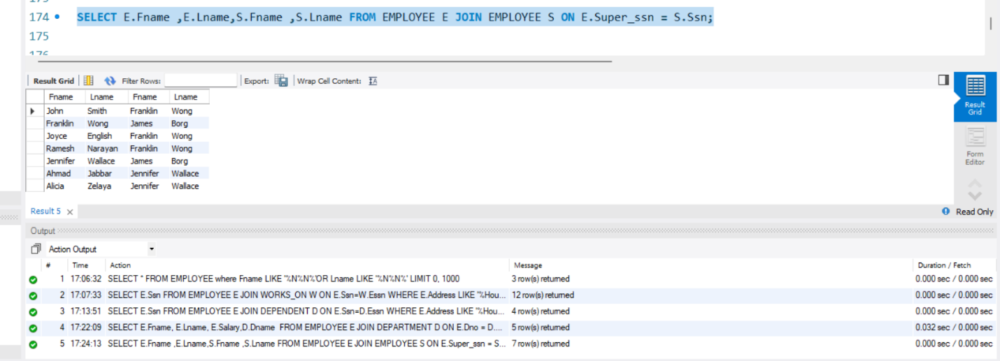 174 SELECT E.Fname ,E.Lname,S.Fname ,S.Lname FROM EMPLOYEE E JOIN EMPLOYEE S ON E.Super_ssn = S.Ssn;
175
Result Grid Filter Rows: Export: Wrap Cell Content:
Fname Lname Fname Lname
John Smith Franklin Wong
Franklin Wong James Borg
Joyce English Franklin Wong
Ramesh Narayan Franklin Wong
Jennifer Wallace James Borg
Ahmad Jabbar Jennifer Wallace
Alicia Zelaya Jennifer Wallace
Result
Grid
Form
Editor
Result 5 Read Only
Output
Action Output
# Time Action Message Duration / Fetch
1 17:06:32 SELECT * FROM EMPLOYEE where Fname LIKE '%N%N%'OR Lname LIKE '%N%N%' LIMIT 0, 1000 3 row(s) returned 0.000 sec / 0.000 sec
2 17:07:33 SELECT E.Ssn FROM EMPLOYEE E JOIN WORKS_ON W ON E.Ssn=W.Essn WHERE E.Address LIKE '%Hou... 12 row(s) returned 0.000 sec / 0.000 sec
3 17:13:51 SELECT E.Ssn FROM EMPLOYEE E JOIN DEPENDENT D ON E.Ssn=D.Essn WHERE E.Address LIKE '%Hou... 4 row(s) returned 0.000 sec / 0.000 sec
4 17:22:09 SELECT E.Fname, E.Lname, E.Salary,D.Dname FROM EMPLOYEE E JOIN DEPARTMENT D ON E.Dno = D.... 5 row(s) returned 0.032 sec / 0.000 sec
5 17:24:13 SELECT E.Fname ,E.Lname,S.Fname ,S.Lname FROM EMPLOYEE E JOIN EMPLOYEE S ON E.Super_ssn = S... 7 row(s) returned 0.000 sec / 0.000 sec